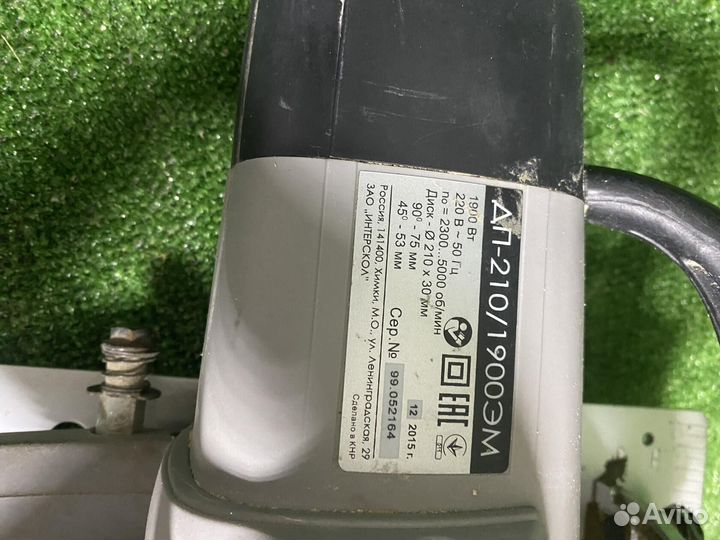 ДП-210/1900ЭМ
1900 Вт
220 В ~ 50 Гц
no = 2300...5000 об/мин
Диск - Ø 210 x 30 мм
90° - 75 мм
45° - 53 мм
Сер.№ 99.052164
12 2015 г.
EAC
Россия, 141400, Химки, М.О., ул. Ленинградская, 29
ЗАО "ИНТЕРСКОЛ"
Сделано в КНР
Avito